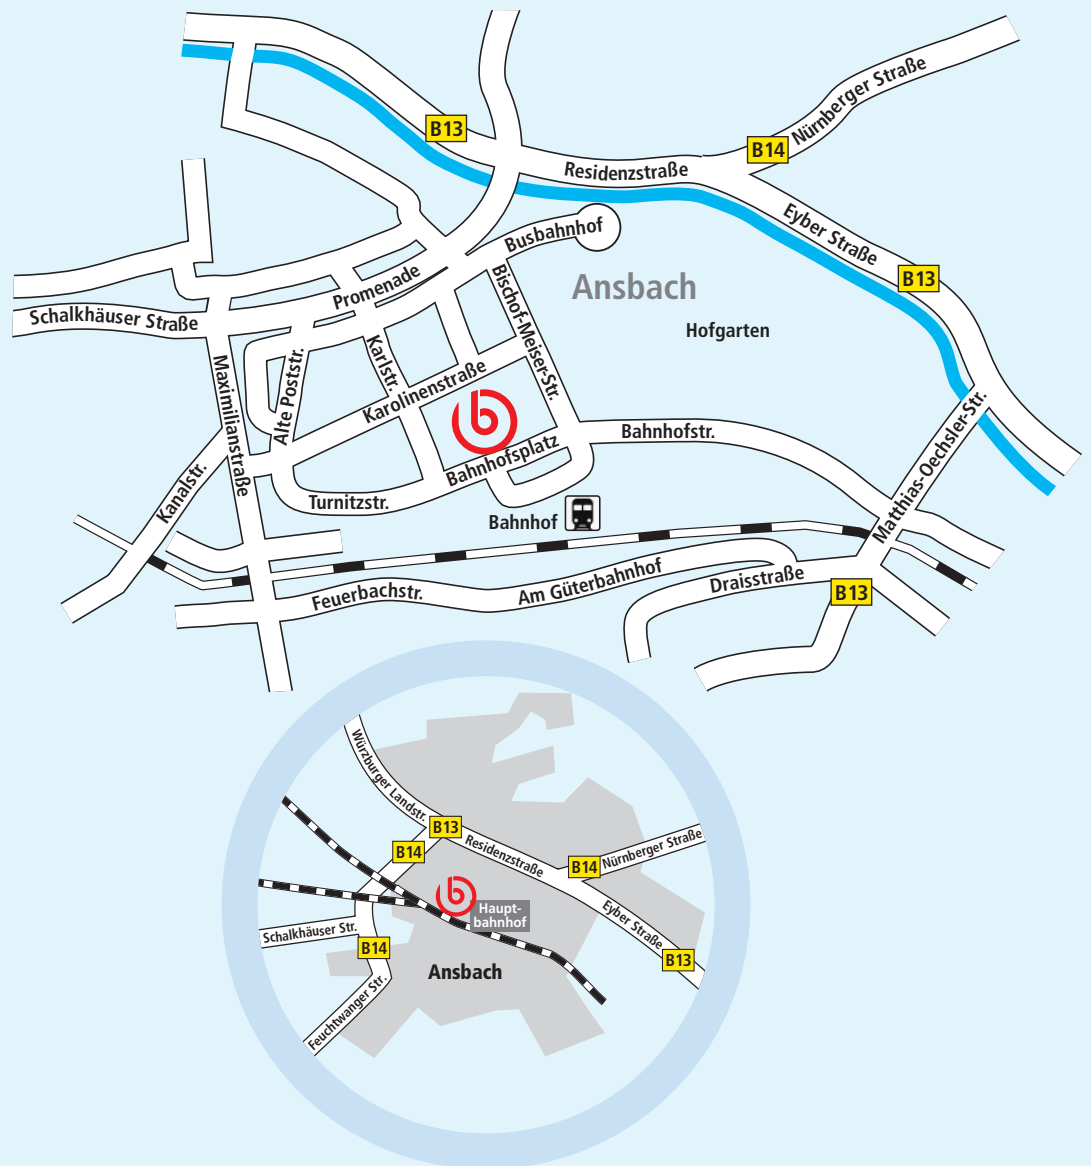 B13
Nürnberger Straße
B14
Residenzstraße
Eyber Straße
Busbahnhof
B13
Promenade
Ansbach
Bischof-Meiser-Str.
Schalkhäuser Straße
Hofgarten
Karlstr.
Alte Poststr.
Maximilianstraße
Karolinenstraße
Matthias-Oechsler-Str.
Bahnhofstr.
Bahnhofsplatz
Kanalstr.
Turnitzstr.
Bahnhof
Am Güterbahnhof
Draisstraße
Feuerbachstr.
B13
Würzburger Landstr.
B13
Residenzstraße
B14
Nürnberger Straße
B14
Haupt-
bahnhof
Eyber Straße
Schalkhäuser Str.
B14
B13
Ansbach
Feuchtwanger Str.